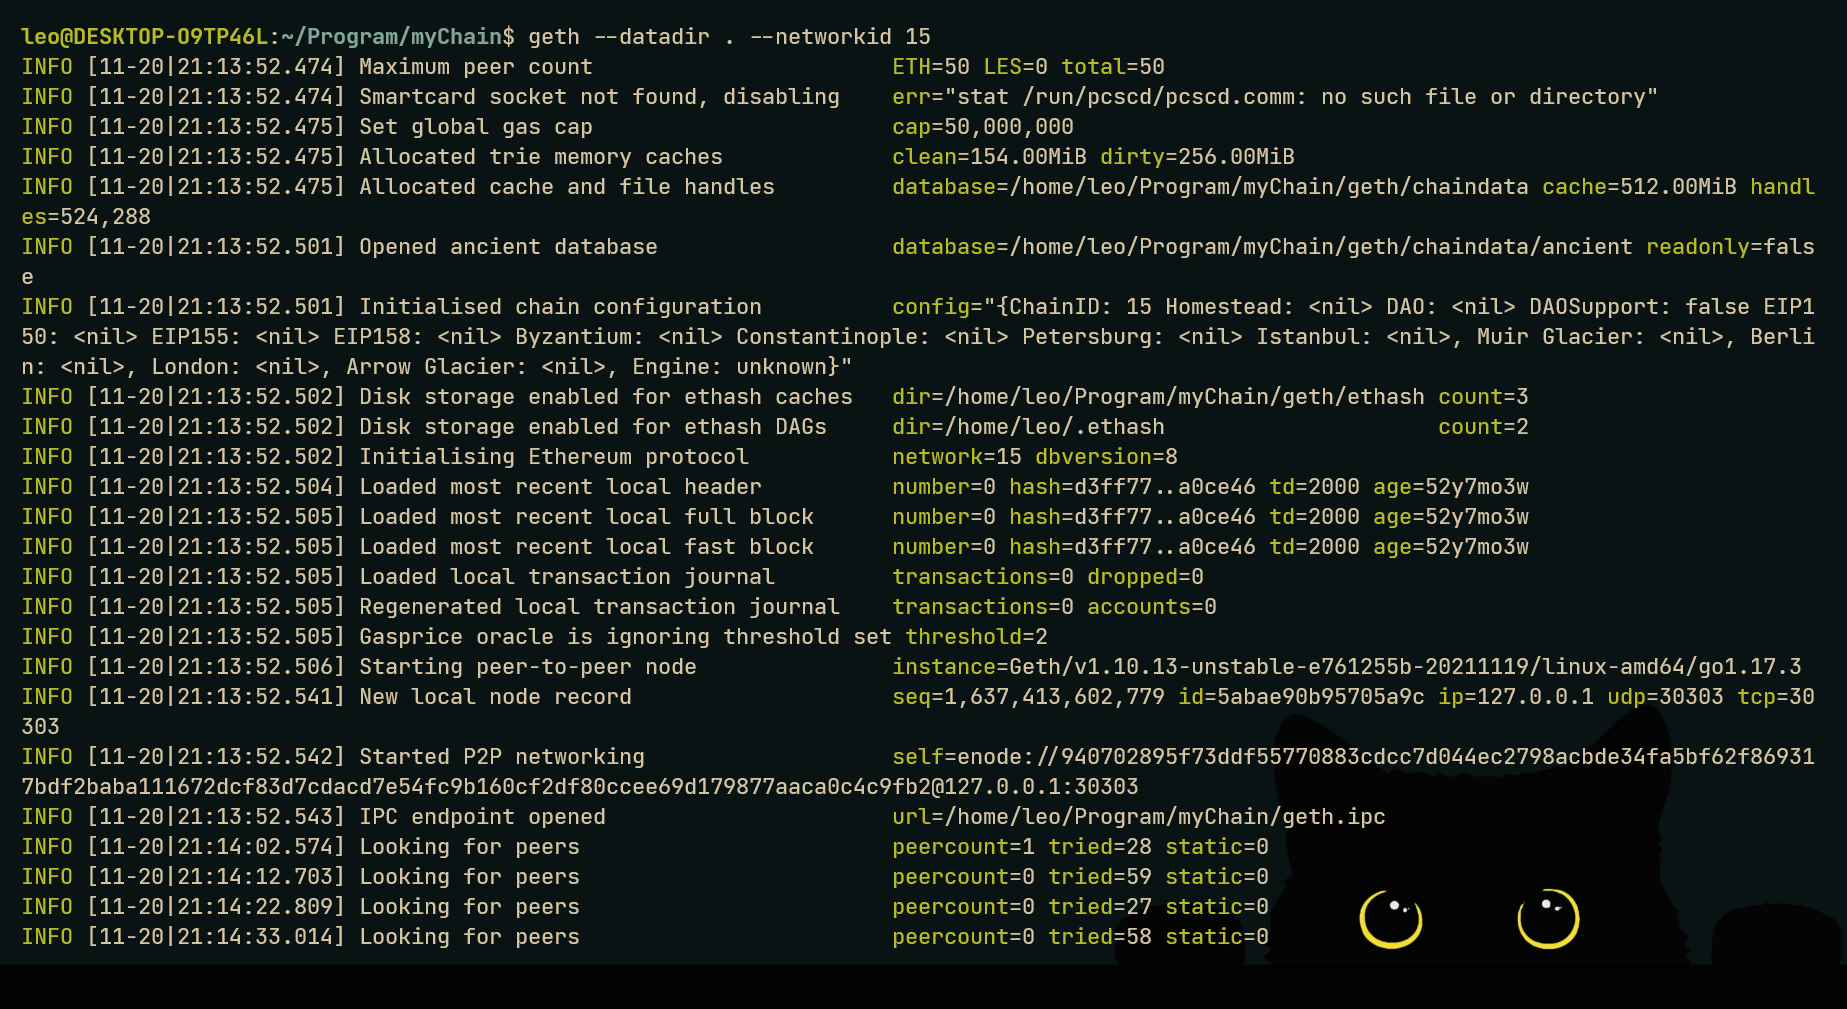 leo@DESKTOP-O9TP46L:~/Program/myChain$ geth --datadir . --networkid 15
INFO [11-20|21:13:52.474] Maximum peer count                       ETH=50 LES=0 total=50
INFO [11-20|21:13:52.474] Smartcard socket not found, disabling    err="stat /run/pcscd/pcscd.comm: no such file or directory"
INFO [11-20|21:13:52.475] Set global gas cap                       cap=50,000,000
INFO [11-20|21:13:52.475] Allocated trie memory caches             clean=154.00MiB dirty=256.00MiB
INFO [11-20|21:13:52.475] Allocated cache and file handles         database=/home/leo/Program/myChain/geth/chaindata cache=512.00MiB handl
es=524,288
INFO [11-20|21:13:52.501] Opened ancient database                  database=/home/leo/Program/myChain/geth/chaindata/ancient readonly=fals
e
INFO [11-20|21:13:52.501] Initialised chain configuration          config="{ChainID: 15 Homestead: <nil> DAO: <nil> DAOSupport: false EIP1
50: <nil> EIP155: <nil> EIP158: <nil> Byzantium: <nil> Constantinople: <nil> Petersburg: <nil> Istanbul: <nil>, Muir Glacier: <nil>, Berli
n: <nil>, London: <nil>, Arrow Glacier: <nil>, Engine: unknown}"
INFO [11-20|21:13:52.502] Disk storage enabled for ethash caches   dir=/home/leo/Program/myChain/geth/ethash count=3
INFO [11-20|21:13:52.502] Disk storage enabled for ethash DAGs     dir=/home/leo/.ethash                     count=2
INFO [11-20|21:13:52.502] Initialising Ethereum protocol           network=15 dbversion=8
INFO [11-20|21:13:52.504] Loaded most recent local header          number=0 hash=d3ff77..a0ce46 td=2000 age=52y7mo3w
INFO [11-20|21:13:52.505] Loaded most recent local full block      number=0 hash=d3ff77..a0ce46 td=2000 age=52y7mo3w
INFO [11-20|21:13:52.505] Loaded most recent local fast block      number=0 hash=d3ff77..a0ce46 td=2000 age=52y7mo3w
INFO [11-20|21:13:52.505] Loaded local transaction journal         transactions=0 dropped=0
INFO [11-20|21:13:52.505] Regenerated local transaction journal    transactions=0 accounts=0
INFO [11-20|21:13:52.505] Gasprice oracle is ignoring threshold set threshold=2
INFO [11-20|21:13:52.506] Starting peer-to-peer node               instance=Geth/v1.10.13-unstable-e761255b-20211119/linux-amd64/go1.17.3
INFO [11-20|21:13:52.541] New local node record                    seq=1,637,413,602,779 id=5abae90b95705a9c ip=127.0.0.1 udp=30303 tcp=30
303
INFO [11-20|21:13:52.542] Started P2P networking                   self=enode://940702895f73ddf55770883cdcc7d044ec2798acbde34fa5bf62f86931
7bdf2baba111672dcf83d7cdacd7e54fc9b160cf2df80ccee69d179877aaca0c4c9fb2@127.0.0.1:30303
INFO [11-20|21:13:52.543] IPC endpoint opened                      url=/home/leo/Program/myChain/geth.ipc
INFO [11-20|21:14:02.574] Looking for peers                        peercount=1 tried=28 static=0
INFO [11-20|21:14:12.703] Looking for peers                        peercount=0 tried=59 static=0
INFO [11-20|21:14:22.809] Looking for peers                        peercount=0 tried=27 static=0
INFO [11-20|21:14:33.014] Looking for peers                        peercount=0 tried=58 static=0